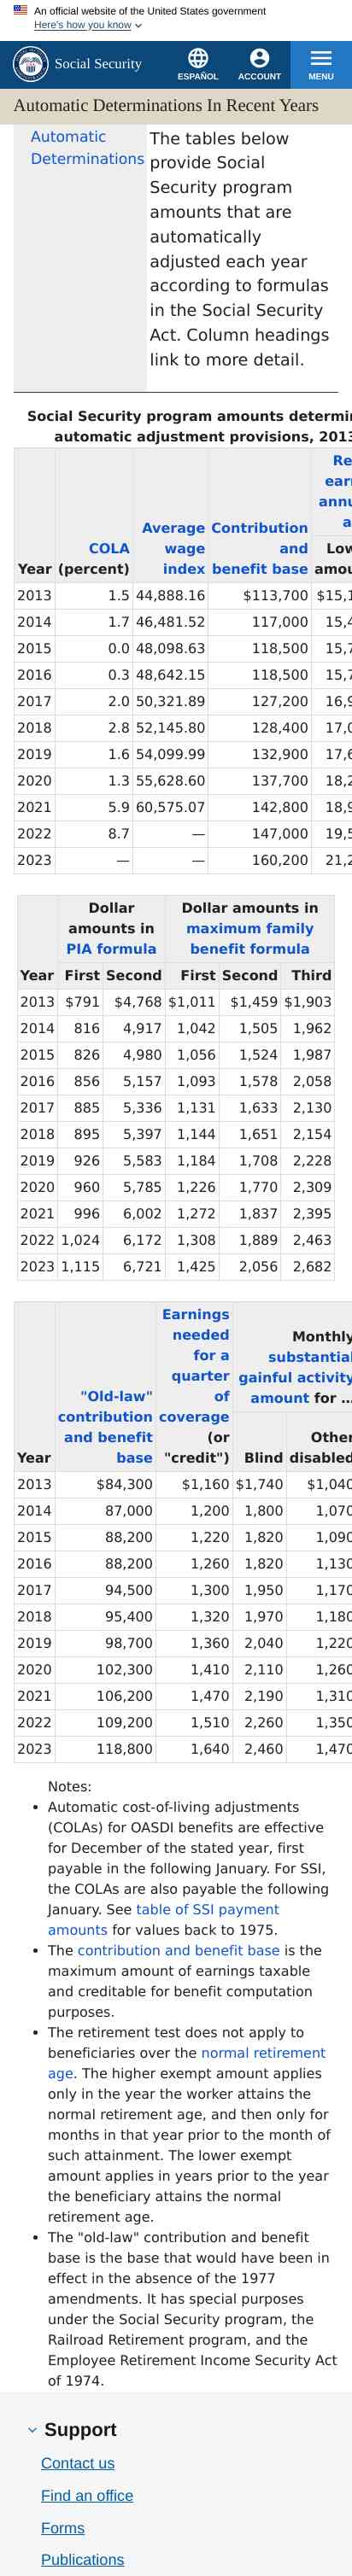 An official website of the United States government
Here's how you know
Social Security
ESPAÑOL ACCOUNT MENU
Automatic Determinations In Recent Years
Automatic
Determinations
The tables below
provide Social
Security program
amounts that are
automatically
adjusted each year
according to formulas
in the Social Security
Act. Column headings
link to more detail.
Social Security program amounts determi
automatic adjustment provisions, 2013
Year COLA (percent) Average wage index Contribution and benefit base Re earn annu a Low amou
2013 1.5 44,888.16 $113,700 $15,1
2014 1.7 46,481.52 117,000 15,4
2015 0.0 48,098.63 118,500 15,7
2016 0.3 48,642.15 118,500 15,7
2017 2.0 50,321.89 127,200 16,9
2018 2.8 52,145.80 128,400 17,0
2019 1.6 54,099.99 132,900 17,6
2020 1.3 55,628.60 137,700 18,2
2021 5.9 60,575.07 142,800 18,9
2022 8.7 — 147,000 19,5
2023 — — 160,200 21,2
Year Dollar amounts in PIA formula Dollar amounts in maximum family benefit formula
First Second First Second Third
2013 $791 $4,768 $1,011 $1,459 $1,903
2014 816 4,917 1,042 1,505 1,962
2015 826 4,980 1,056 1,524 1,987
2016 856 5,157 1,093 1,578 2,058
2017 885 5,336 1,131 1,633 2,130
2018 895 5,397 1,144 1,651 2,154
2019 926 5,583 1,184 1,708 2,228
2020 960 5,785 1,226 1,770 2,309
2021 996 6,002 1,272 1,837 2,395
2022 1,024 6,172 1,308 1,889 2,463
2023 1,115 6,721 1,425 2,056 2,682
Year "Old-law" contribution and benefit base Earnings needed for a quarter of coverage (or "credit") Monthly substantial gainful activity amount for ...
Blind Other disabled
2013 $84,300 $1,160 $1,740 $1,040
2014 87,000 1,200 1,800 1,070
2015 88,200 1,220 1,820 1,090
2016 88,200 1,260 1,820 1,130
2017 94,500 1,300 1,950 1,170
2018 95,400 1,320 1,970 1,180
2019 98,700 1,360 2,040 1,220
2020 102,300 1,410 2,110 1,260
2021 106,200 1,470 2,190 1,310
2022 109,200 1,510 2,260 1,350
2023 118,800 1,640 2,460 1,470
Notes:
• Automatic cost-of-living adjustments
(COLAs) for OASDI benefits are effective
for December of the stated year, first
payable in the following January. For SSI,
the COLAs are also payable the following
January. See table of SSI payment
amounts for values back to 1975.
• The contribution and benefit base is the
maximum amount of earnings taxable
and creditable for benefit computation
purposes.
• The retirement test does not apply to
beneficiaries over the normal retirement
age. The higher exempt amount applies
only in the year the worker attains the
normal retirement age, and then only for
months in that year prior to the month of
such attainment. The lower exempt
amount applies in years prior to the year
the beneficiary attains the normal
retirement age.
• The "old-law" contribution and benefit
base is the base that would have been in
effect in the absence of the 1977
amendments. It has special purposes
under the Social Security program, the
Railroad Retirement program, and the
Employee Retirement Income Security Act
of 1974.
Support
Contact us
Find an office
Forms
Publications